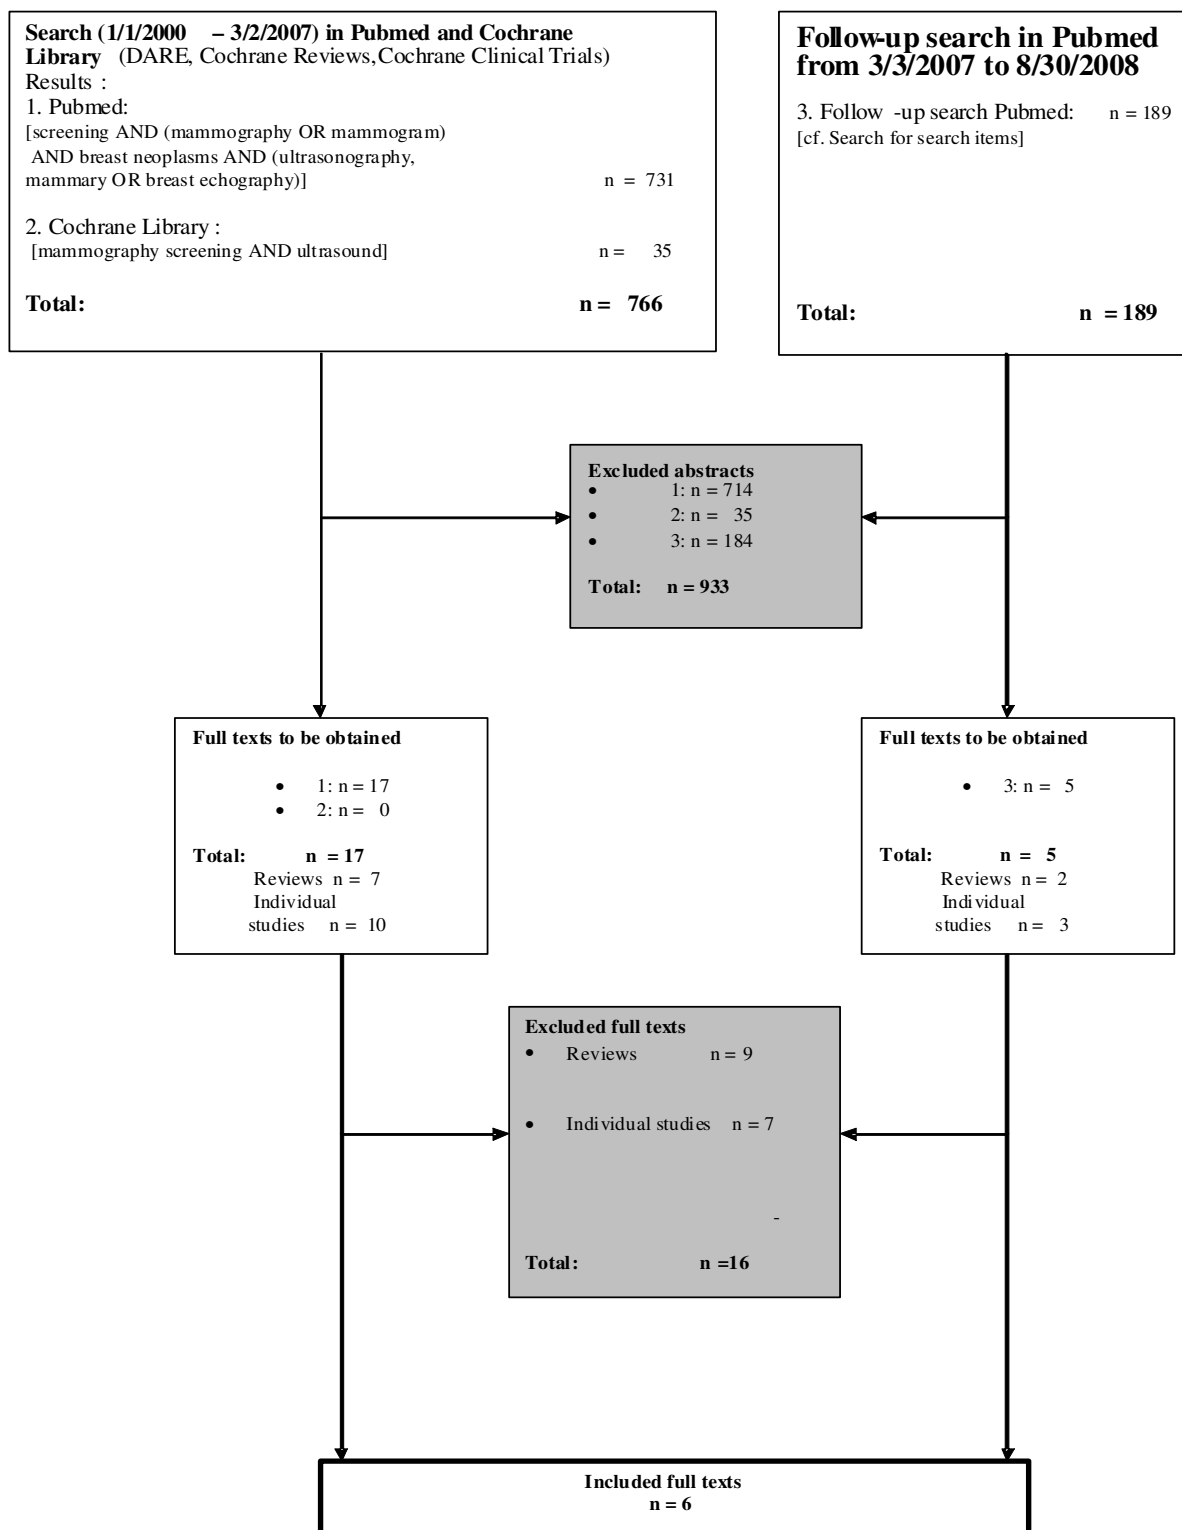 Search (1/1/2000 – 3/2/2007) in Pubmed and Cochrane
Library (DARE, Cochrane Reviews, Cochrane Clinical Trials)
Results :
1. Pubmed:
[screening AND (mammography OR mammogram)
AND breast neoplasms AND (ultrasonography,
mammary OR breast echography)] n = 731
2. Cochrane Library :
[mammography screening AND ultrasound] n = 35
Total: n = 766
Follow-up search in Pubmed
from 3/3/2007 to 8/30/2008
3. Follow -up search Pubmed: n = 189
[cf. Search for search items]
Total: n = 189
Excluded abstracts
• 1: n = 714
• 2: n = 35
• 3: n = 184
Total: n = 933
Full texts to be obtained
• 1: n = 17
• 2: n = 0
Total: n = 17
Reviews n = 7
Individual
studies n = 10
Full texts to be obtained
• 3: n = 5
Total: n = 5
Reviews n = 2
Individual
studies n = 3
Excluded full texts
• Reviews n = 9
• Individual studies n = 7
-
Total: n =16
Included full texts
n = 6